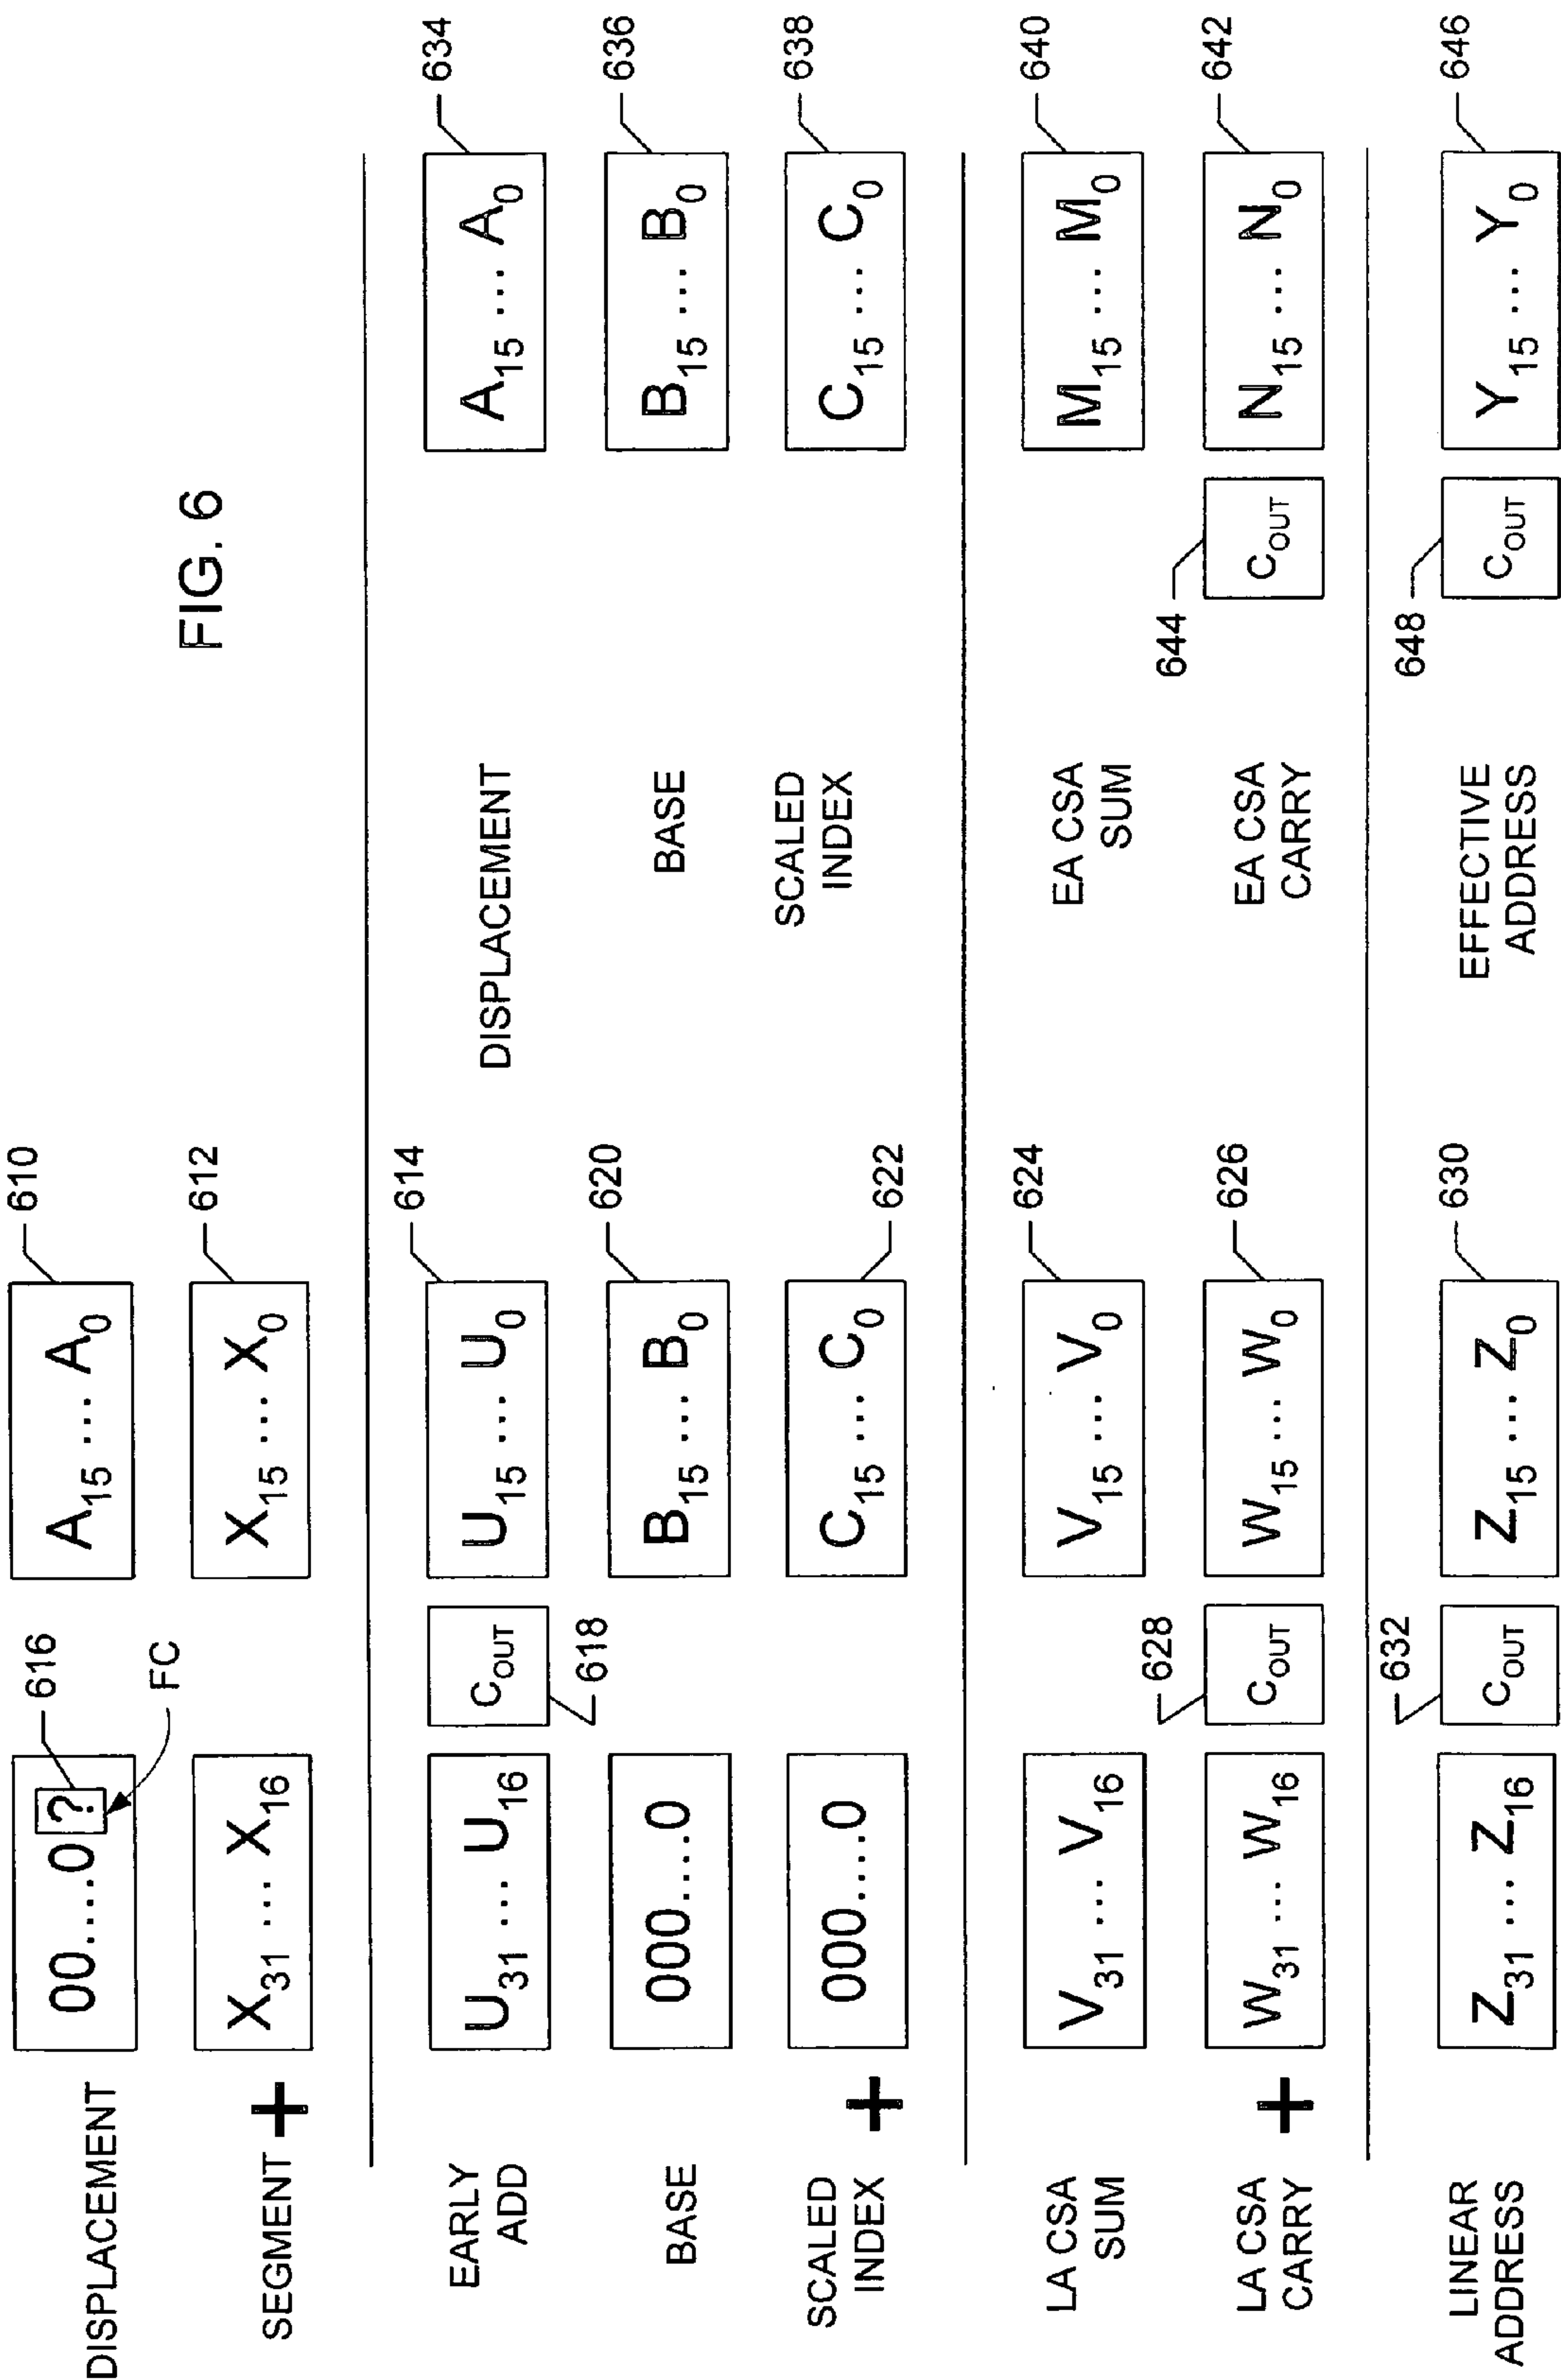 FIG. 6
DISPLACEMENT 00....0 ? A15 ... A0 610
616
FC
SEGMENT + X31 ... X16 X15 ... X0 612
EARLY ADD U31 ... U16 COUT U15 ... U0 614
618
BASE 000....0 B15 ... B0 620
SCALED INDEX + 000....0 C15 ... C0 622
DISPLACEMENT A15 ... A0 634
BASE B15 ... B0 636
SCALED INDEX C15 ... C0 638
LA CSA SUM V31 ... V16 V15 ... V0 624
LA CSA CARRY + W31 ... W16 COUT W15 ... W0 626
628
EA CSA SUM M15 ... M0 640
EA CSA CARRY COUT N15 ... N0 642
644
LINEAR ADDRESS Z31 ... Z16 COUT Z15 ... Z0 630
632
EFFECTIVE ADDRESS COUT Y15 ... Y0 646
648